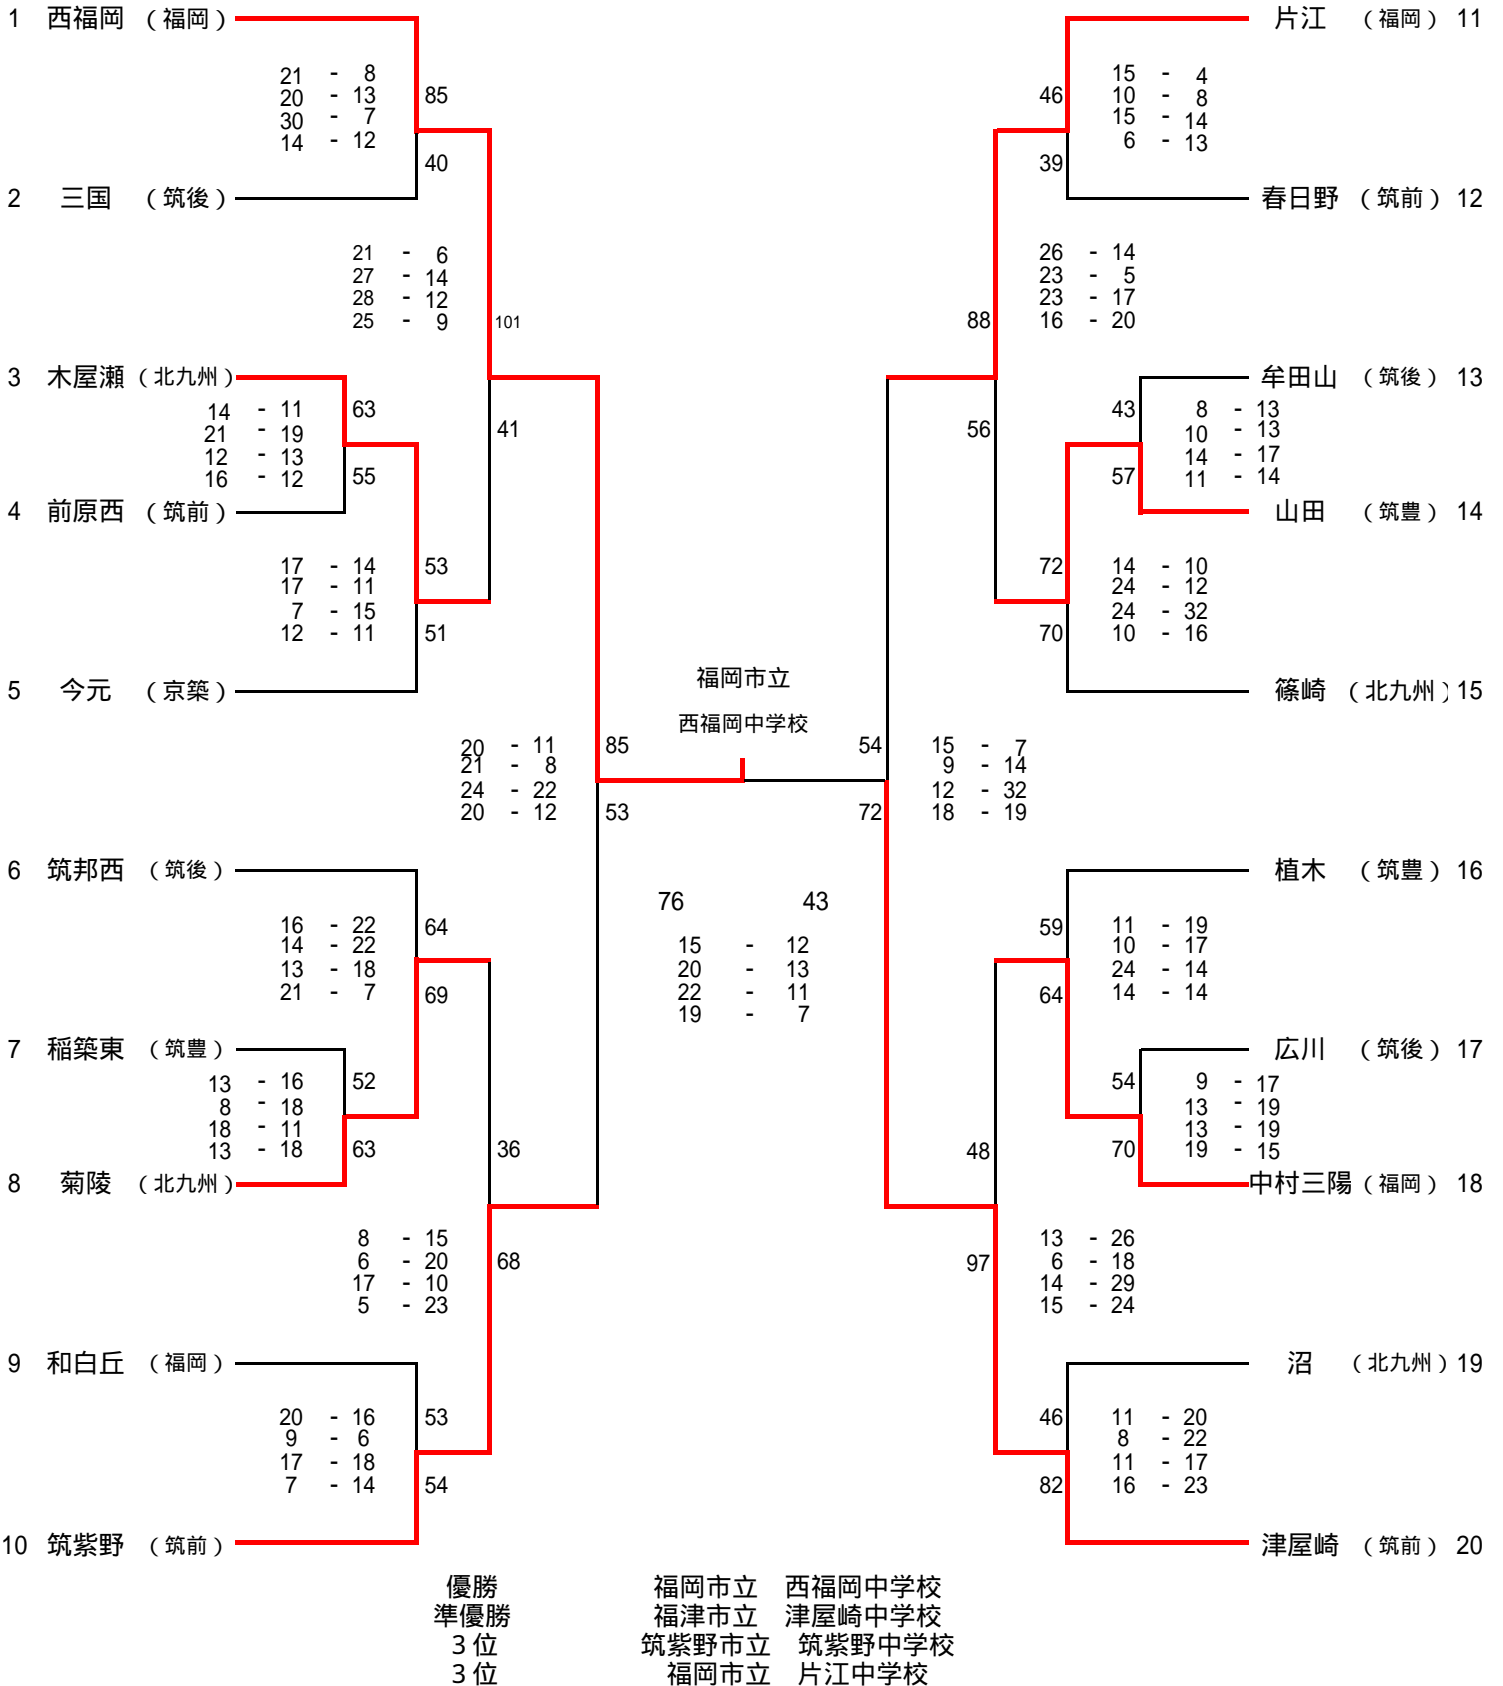 1 西福岡 （福岡）
21 - 8
20 - 13
30 - 7
14 - 12
85
40
2 三国 （筑後）
21 - 6
27 - 14
28 - 12
25 - 9
101
41
3 木屋瀬 （北九州）
14 - 11
21 - 19
12 - 13
16 - 12
63
55
4 前原西 （筑前）
17 - 14
17 - 11
7 - 15
12 - 11
53
51
5 今元 （京築）
20 - 11
21 - 8
24 - 22
20 - 12
85
53
6 筑邦西 （筑後）
16 - 22
14 - 22
13 - 18
21 - 7
64
69
7 稲築東 （筑豊）
13 - 16
8 - 18
18 - 11
13 - 18
52
63
8 菊陵 （北九州）
36
68
8 - 15
6 - 20
17 - 10
5 - 23
9 和白丘 （福岡）
20 - 16
9 - 6
17 - 18
7 - 14
53
54
10 筑紫野 （筑前）
福岡市立
西福岡中学校
76 43
15 - 12
20 - 13
22 - 11
19 - 7
片江 （福岡） 11
46
39
15 - 4
10 - 8
15 - 14
6 - 13
春日野 （筑前） 12
88
56
26 - 14
23 - 5
23 - 17
16 - 20
牟田山 （筑後） 13
43
57
8 - 13
10 - 13
14 - 17
11 - 14
山田 （筑豊） 14
72
70
14 - 10
24 - 12
24 - 32
10 - 16
篠崎 （北九州） 15
54
72
15 - 7
9 - 14
12 - 32
18 - 19
植木 （筑豊） 16
59
64
11 - 19
10 - 17
24 - 14
14 - 14
広川 （筑後） 17
54
70
9 - 17
13 - 19
13 - 19
19 - 15
中村三陽 （福岡） 18
48
97
13 - 26
6 - 18
14 - 29
15 - 24
沼 （北九州） 19
46
82
11 - 20
8 - 22
11 - 17
16 - 23
津屋崎 （筑前） 20
優勝 福岡市立 西福岡中学校
準優勝 福津市立 津屋崎中学校
３位 筑紫野市立 筑紫野中学校
３位 福岡市立 片江中学校